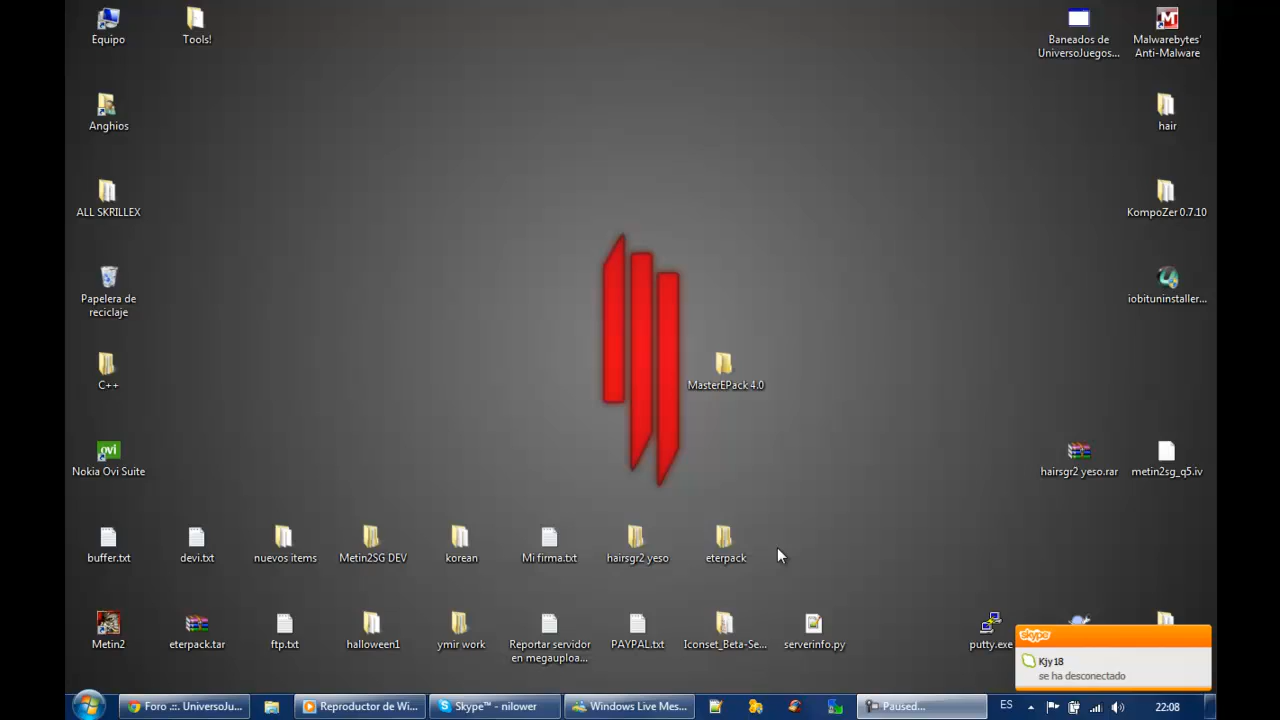 Equipo
Tools!
Baneados de
UniversoJuegos...
Malwarebytes'
Anti-Malware
Anghios
hair
ALL SKRILLEX
KompoZer 0.7.10
Papelera de
reciclaje
iobituninstaller...
C++
MasterEPack 4.0
ovi
Nokia Ovi Suite
hairsgr2 yeso.rar
metin2sg_q5.iv
buffer.txt
devi.txt
nuevos items
Metin2SG DEV
korean
Mi firma.txt
hairsgr2 yeso
eterpack
Metin2
eterpack.tar
ftp.txt
halloween1
ymir work
Reportar servidor
en megauploa...
PAYPAL.txt
Iconset_Beta-Se...
serverinfo.py
putty.exe
skype
Kjy18
se ha desconectado
Foro .::. UniversoJu...
Reproductor de Wi...
Skype™ - nilower
Windows Live Mes...
Paused...
ES
22:08